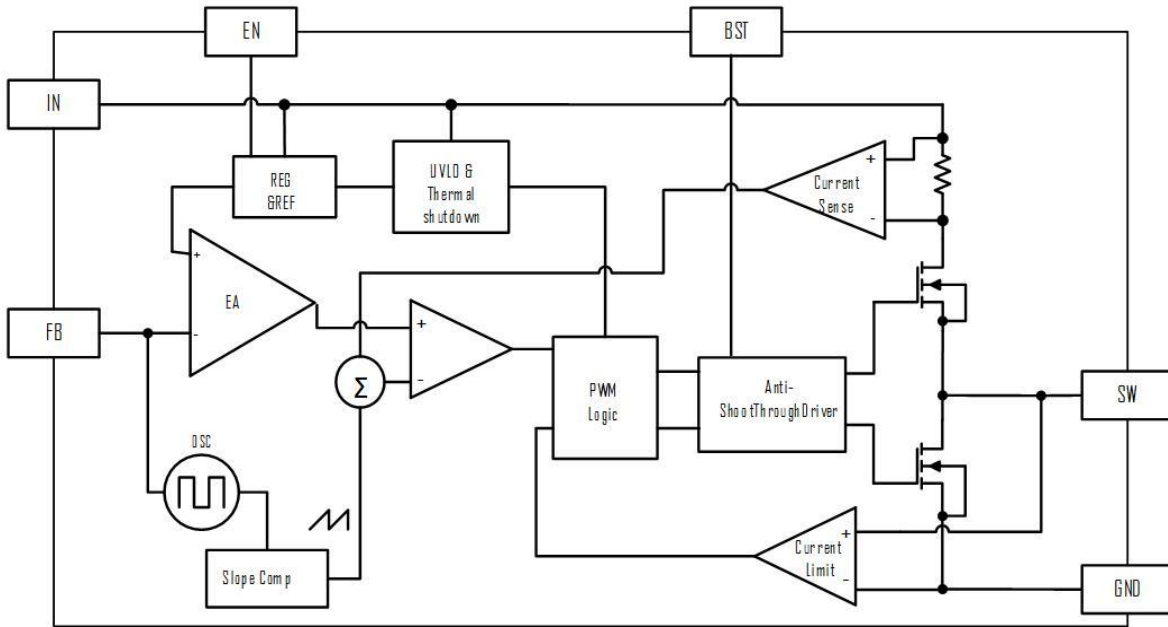 EN
BST
IN
REG
&REF
UVLO &
Thermal
shutdown
+
Current
Sense
-
+
EA
-
FB
+
-
Σ
PWM
Logic
Anti-
ShootThroughDriver
SW
OSC
Slope Comp
+
Current
Limit
-
GND